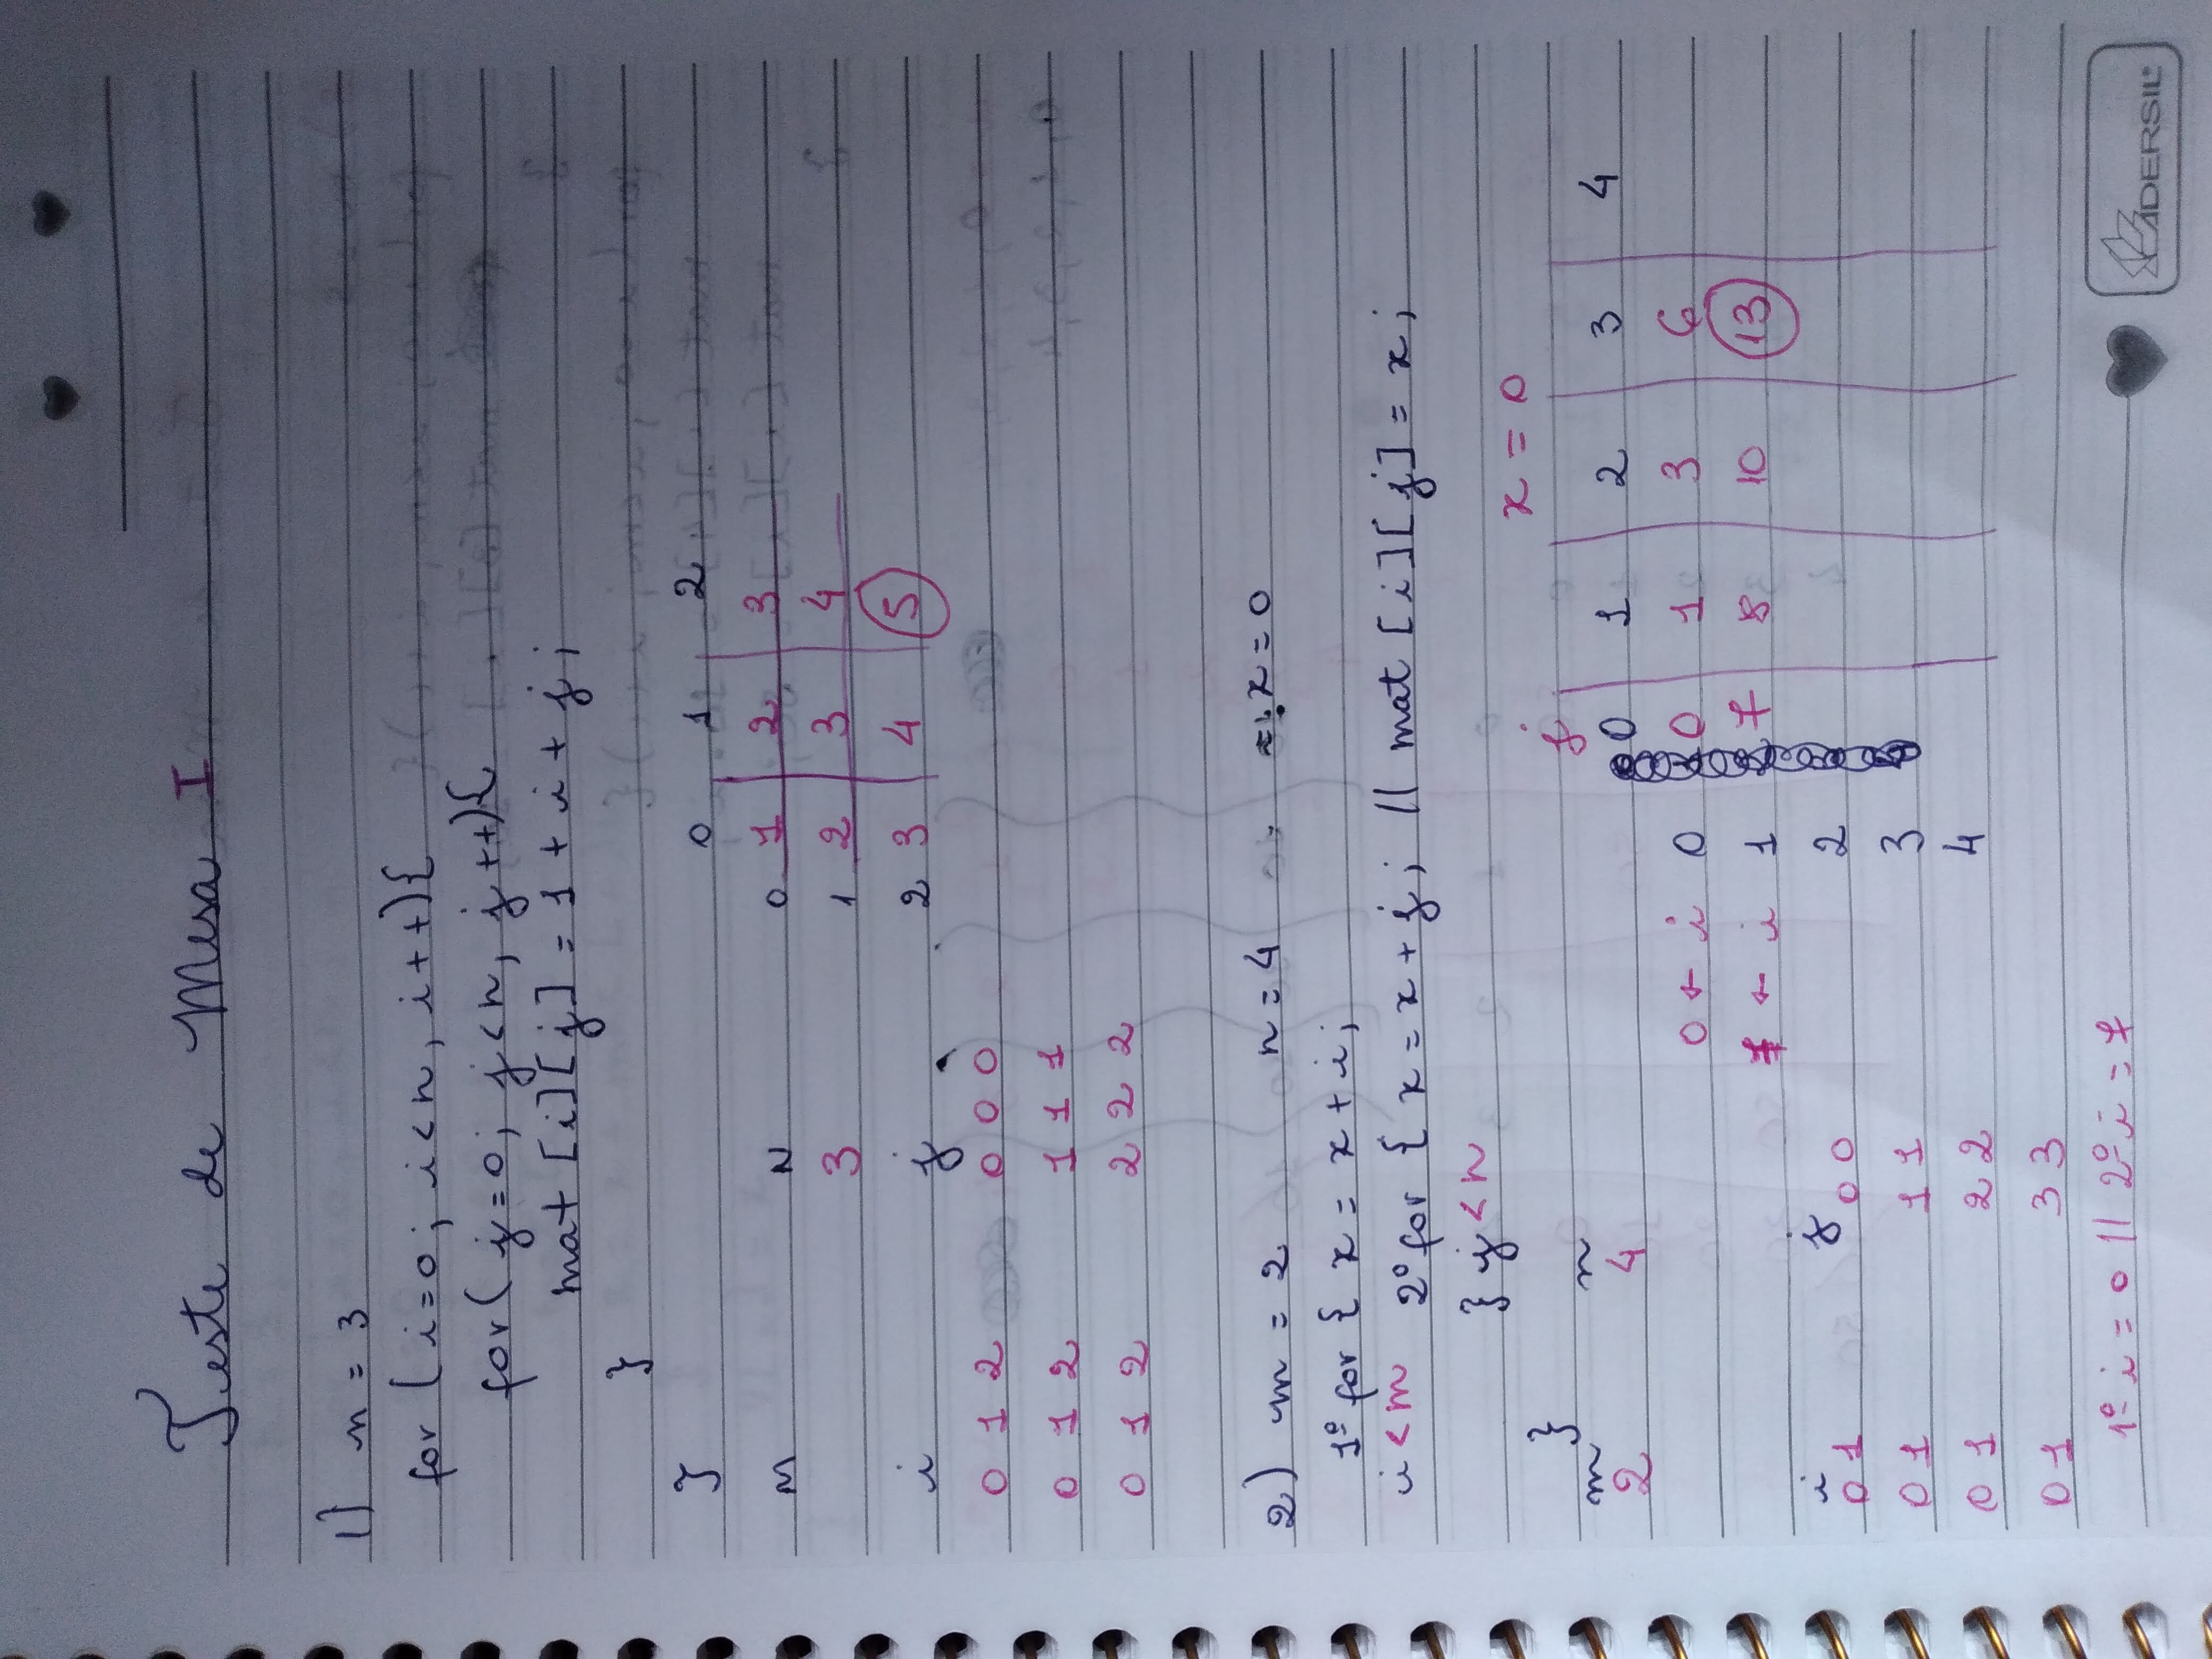 Teste de Mesa I
1) n = 3
for (i=0; i<n, i++){
for( j=0; j<n, j++){
mat [i][j] = 1 + i + j;
}
}
0 1 2
M N 0 1 2 3
3 1 2 3 4
i j 2 3 4 5
0 1 2 0 0 0
0 1 2 1 1 1
0 1 2 2 2 2
2) m = 2 n = 4 x = 0
1º for { x = x + i;
i < m 2º for { x = x + j; // mat [i][j] = x;
} j < n
x = 0
}
m n j
2 4 0 1 2 3 4
0 ← i 0 0 1 3 6
7 ← i 1 7 8 10 13
i j
0 1 0 0 2
0 1 1 1 3
0 1 2 2 4
0 1 3 3
1º i = 0 // 2º i = 7
ADERSIL